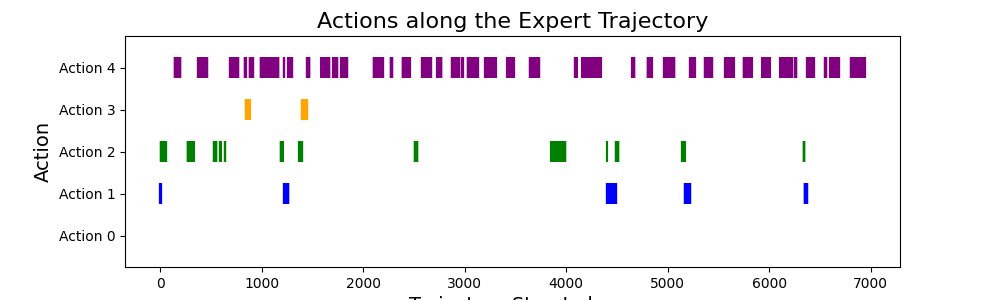 Actions along the Expert Trajectory
Action
Action 4
Action 3
Action 2
Action 1
Action 0
0 1000 2000 3000 4000 5000 6000 7000